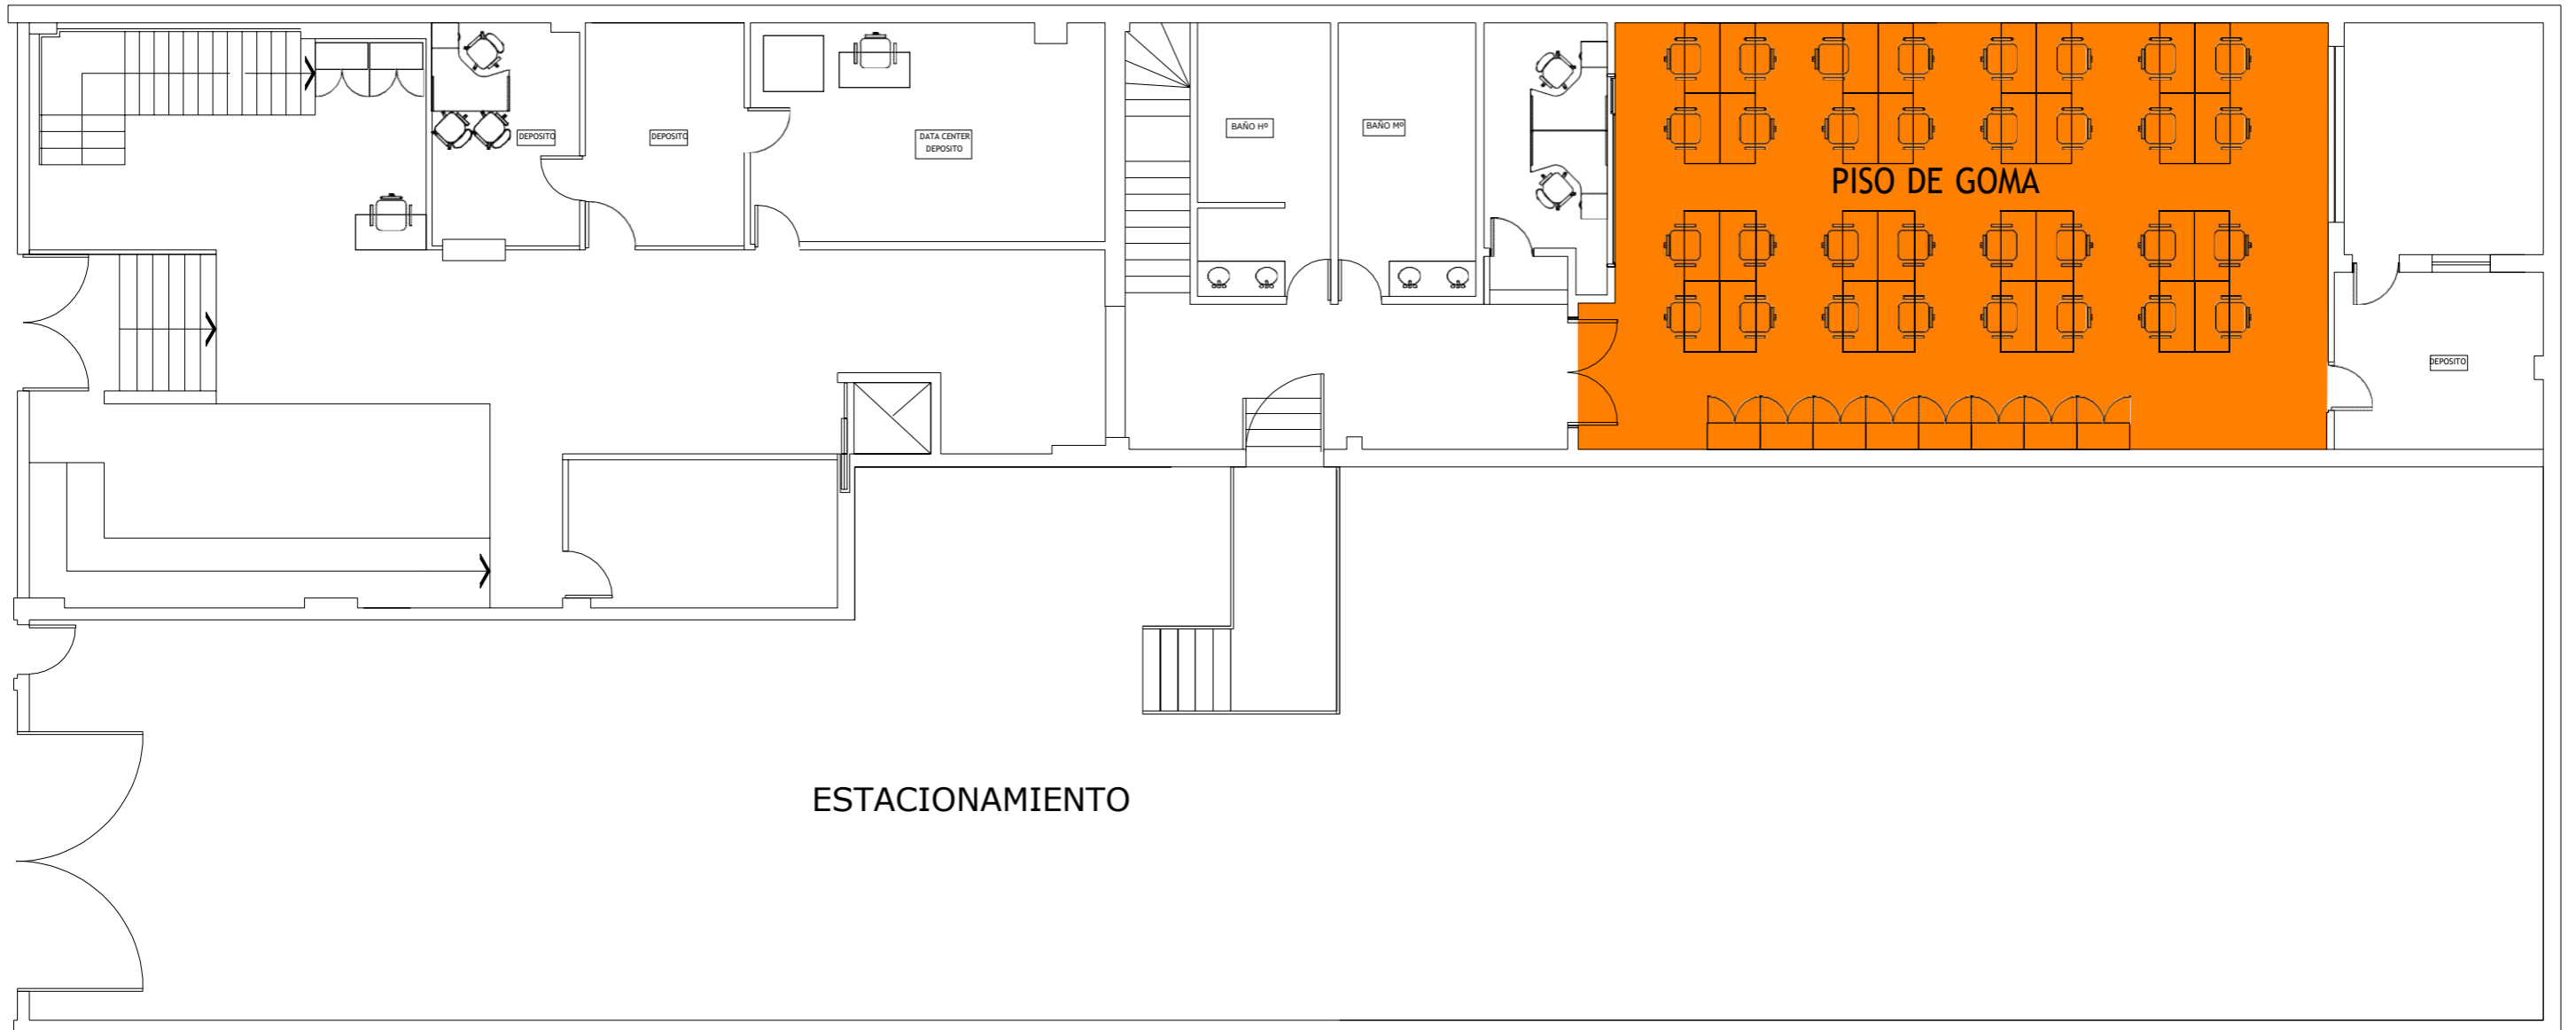 DEPOSITO
DEPOSITO
DATA CENTER
DEPOSITO
BAÑO Hº
BAÑO Mº
PISO DE GOMA
DEPOSITO
ESTACIONAMIENTO